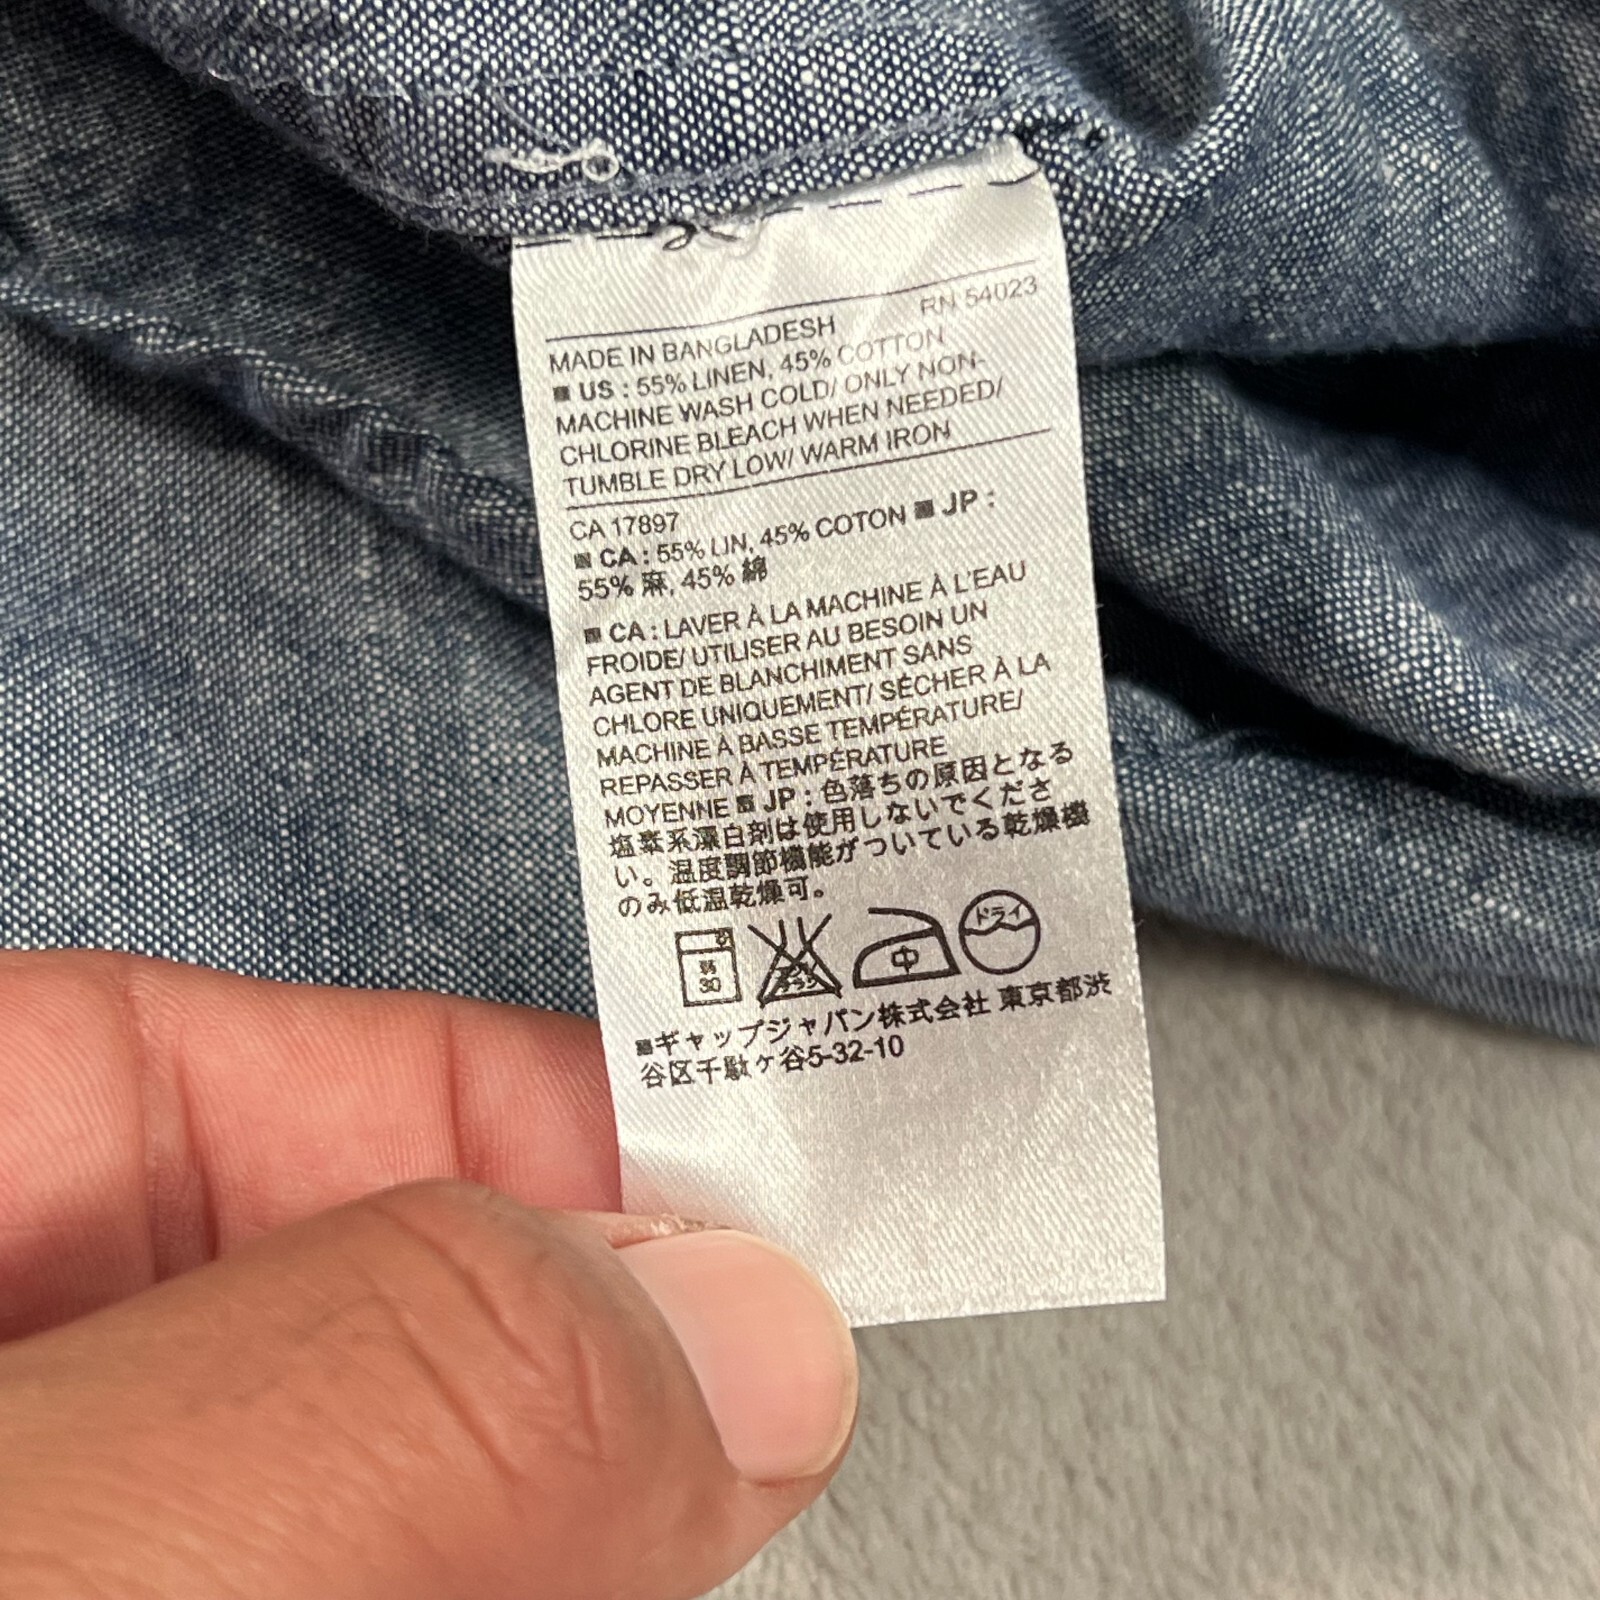 RN 54023
MADE IN BANGLADESH
■ US : 55% LINEN, 45% COTTON
MACHINE WASH COLD/ ONLY NON-
CHLORINE BLEACH WHEN NEEDED/
TUMBLE DRY LOW/ WARM IRON
CA 17897
■ CA : 55% LIN, 45% COTON ■ JP :
55% 麻, 45% 綿
■ CA : LAVER À LA MACHINE À L'EAU
FROIDE/ UTILISER AU BESOIN UN
AGENT DE BLANCHIMENT SANS
CHLORE UNIQUEMENT/ SÉCHER À LA
MACHINE À BASSE TEMPÉRATURE/
REPASSER À TEMPÉRATURE
MOYENNE ■ JP : 色落ちの原因となる
塩素系漂白剤は使用しないでくださ
い。温度調節機能がついている乾燥機
のみ低温乾燥可。
弱
30
中
ドライ
■ギャップジャパン株式会社 東京都渋
谷区千駄ヶ谷5-32-10